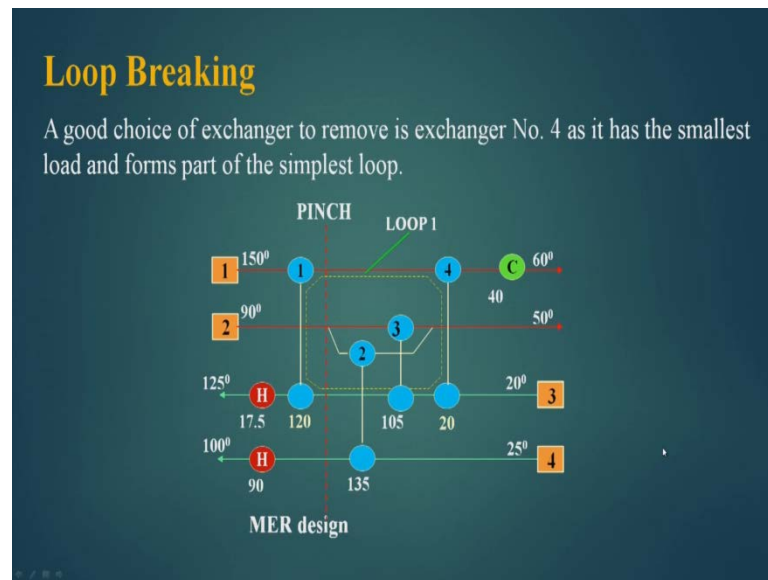 Loop Breaking
A good choice of exchanger to remove is exchanger No. 4 as it has the smallest
load and forms part of the simplest loop.
PINCH
LOOP 1
1 150⁰ 1 4 C 60⁰
40
2 90⁰ 3 50⁰
2
125⁰ H 20⁰ 3
17.5 120 105 20
100⁰ H 25⁰ 4
90 135
MER design